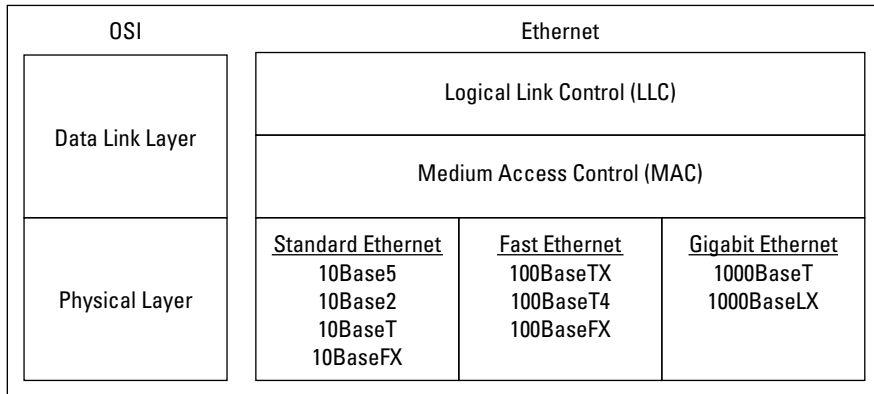 OSI
Ethernet
Data Link Layer
Logical Link Control (LLC)
Medium Access Control (MAC)
Physical Layer
Standard Ethernet
10Base5
10Base2
10BaseT
10BaseFX
Fast Ethernet
100BaseTX
100BaseT4
100BaseFX
Gigabit Ethernet
1000BaseT
1000BaseLX